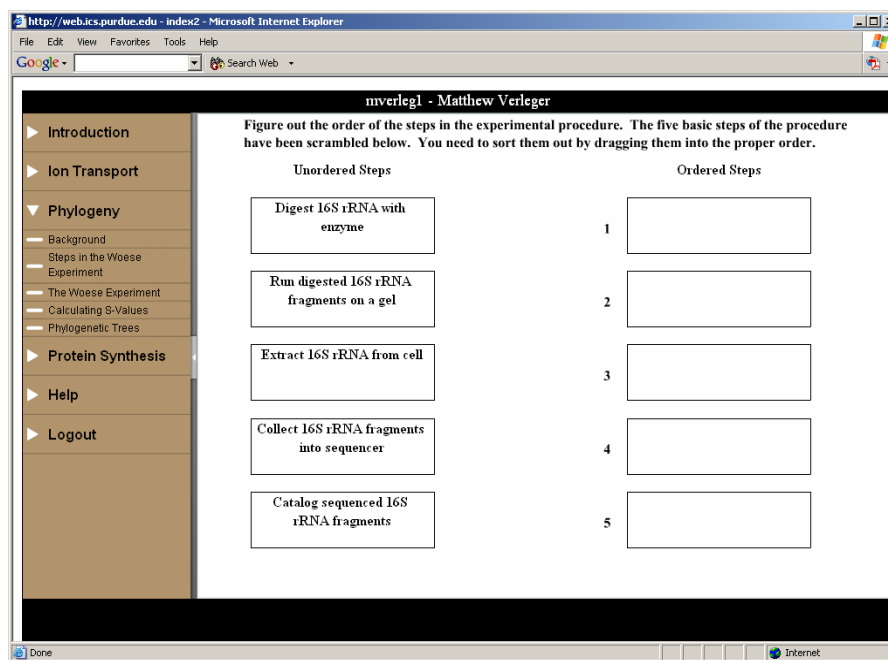 http://web.ics.purdue.edu - index2 - Microsoft Internet Explorer
File Edit View Favorites Tools Help
Google Search Web
mverleg1 - Matthew Verleger
Introduction
Ion Transport
Phylogeny
Background
Steps in the Woese
Experiment
The Woese Experiment
Calculating S-Values
Phylogenetic Trees
Protein Synthesis
Help
Logout
Figure out the order of the steps in the experimental procedure. The five basic steps of the procedure
have been scrambled below. You need to sort them out by dragging them into the proper order.
Unordered Steps
Digest 16S rRNA with
enzyme
Run digested 16S rRNA
fragments on a gel
Extract 16S rRNA from cell
Collect 16S rRNA fragments
into sequencer
Catalog sequenced 16S
rRNA fragments
Ordered Steps
1
2
3
4
5
Done Internet